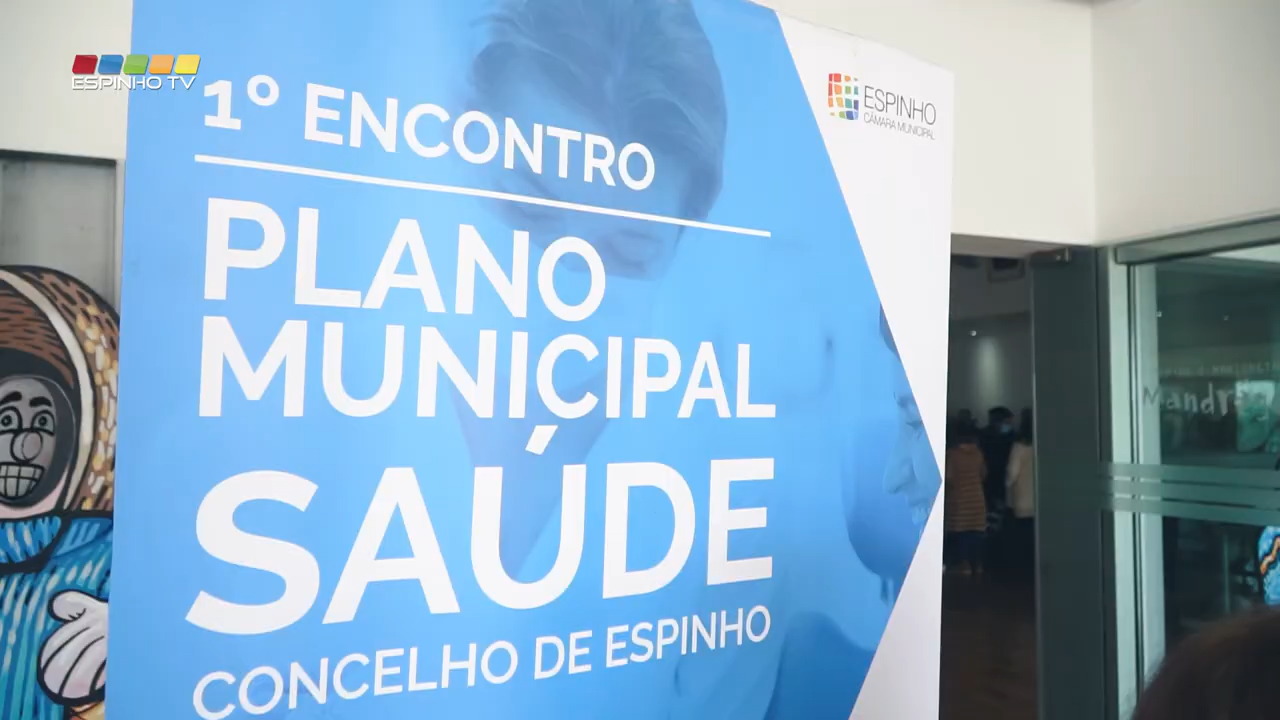 ESPINHO TV
1º ENCONTRO
PLANO
MUNICIPAL
SAÚDE
CONCELHO DE ESPINHO
ESPINHO
CÂMARA MUNICIPAL